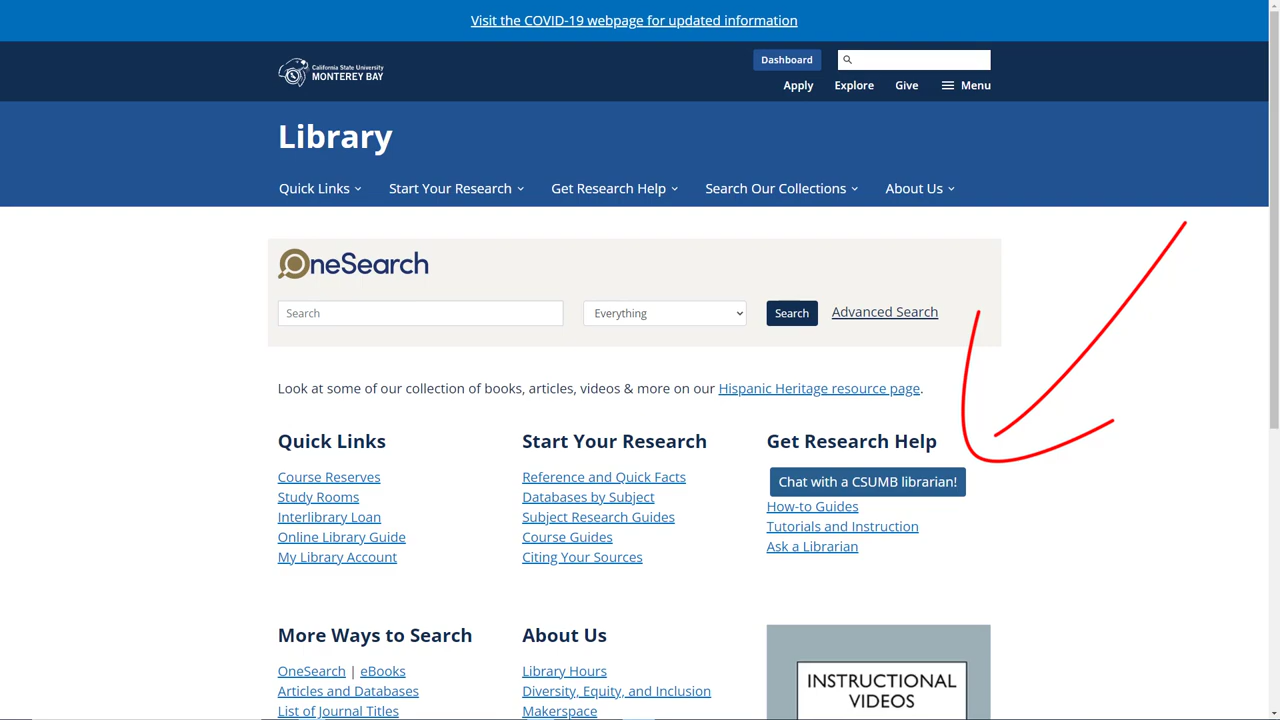 Visit the COVID-19 webpage for updated information
California State University
MONTEREY BAY
Dashboard
Apply Explore Give Menu
Library
Quick Links Start Your Research Get Research Help Search Our Collections About Us
OneSearch
Search Everything Search Advanced Search
Look at some of our collection of books, articles, videos & more on our Hispanic Heritage resource page.
Quick Links
Course Reserves
Study Rooms
Interlibrary Loan
Online Library Guide
My Library Account
Start Your Research
Reference and Quick Facts
Databases by Subject
Subject Research Guides
Course Guides
Citing Your Sources
Get Research Help
Chat with a CSUMB librarian!
How-to Guides
Tutorials and Instruction
Ask a Librarian
More Ways to Search
OneSearch | eBooks
Articles and Databases
List of Journal Titles
About Us
Library Hours
Diversity, Equity, and Inclusion
Makerspace
INSTRUCTIONAL
VIDEOS